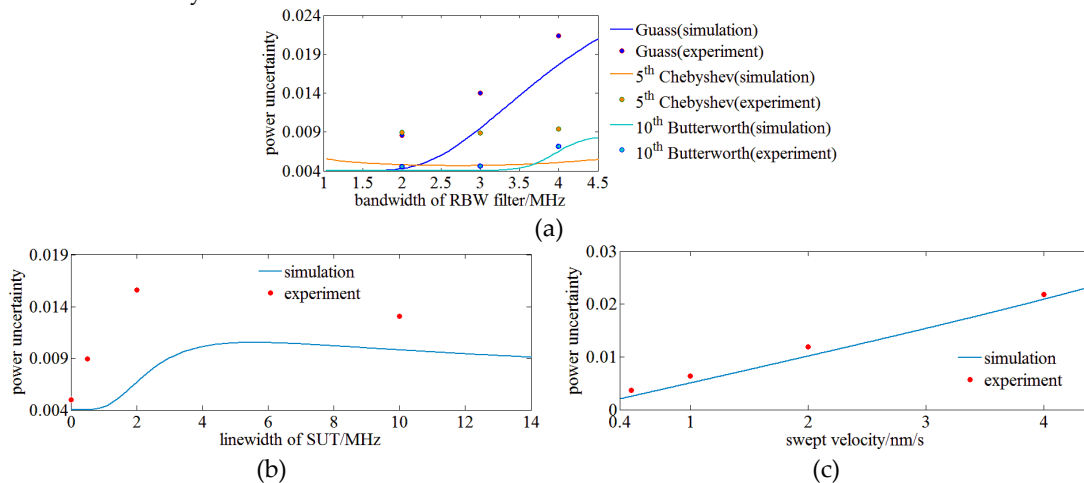 0.024
0.019
0.014
0.009
0.004
1 1.5 2 2.5 3 3.5 4 4.5
power uncertainty
bandwidth of RBW filter/MHz
Guass(simulation)
Guass(experiment)
5th Chebyshev(simulation)
5th Chebyshev(experiment)
10th Butterworth(simulation)
10th Butterworth(experiment)
(a)
0.019
0.014
0.009
0.004
0 2 4 6 8 10 12 14
power uncertainty
linewidth of SUT/MHz
simulation
experiment
(b)
0.03
0.02
0.01
0
0.4 1 2 3 4
power uncertainty
swept velocity/nm/s
simulation
experiment
(c)